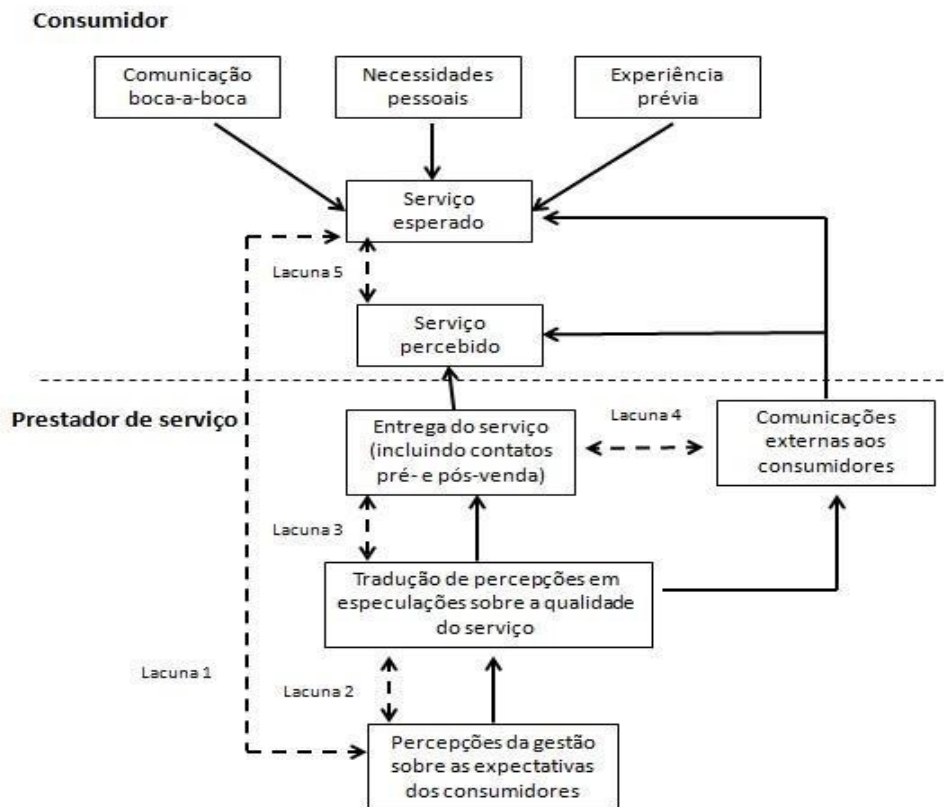 Consumidor
Comunicação
boca-a-boca
Necessidades
pessoais
Experiência
prévia
Serviço
esperado
Lacuna 5
Serviço
percebido
Prestador de serviço
Entrega do serviço
(incluindo contatos
pré- e pós-venda)
Lacuna 4
Comunicações
externas aos
consumidores
Lacuna 3
Tradução de percepções em
especulações sobre a qualidade
do serviço
Lacuna 1
Lacuna 2
Percepções da gestão
sobre as expectativas
dos consumidores